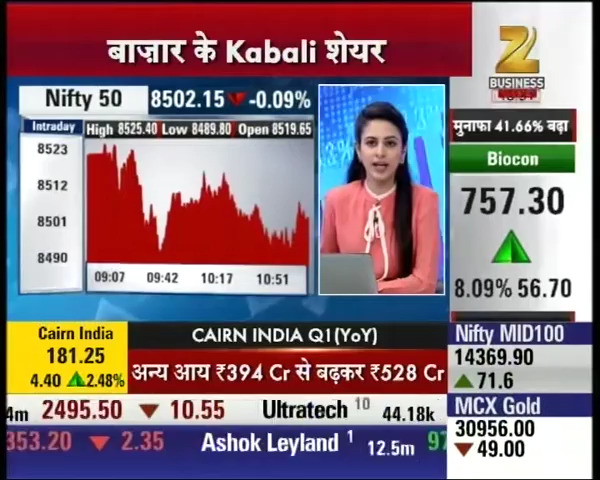 बाज़ार के Kabali शेयर
Z
BUSINESS
Nifty 50 8502.15 -0.09%
Intraday High 8525.40 Low 8489.80 Open 8519.65
8523
8512
8501
8490
09:07 09:42 10:17 10:51
मुनाफा 41.66% बढ़ा
Biocon
757.30
8.09% 56.70
Cairn India
181.25
4.40 2.48%
CAIRN INDIA Q1(YoY)
अन्य आय ₹394 Cr से बढ़कर ₹528 Cr
Nifty MID100
14369.90
71.6
MCX Gold
30956.00
49.00
4m 2495.50 10.55 Ultratech 10 44.18k
353.20 2.35 Ashok Leyland 1 12.5m 97